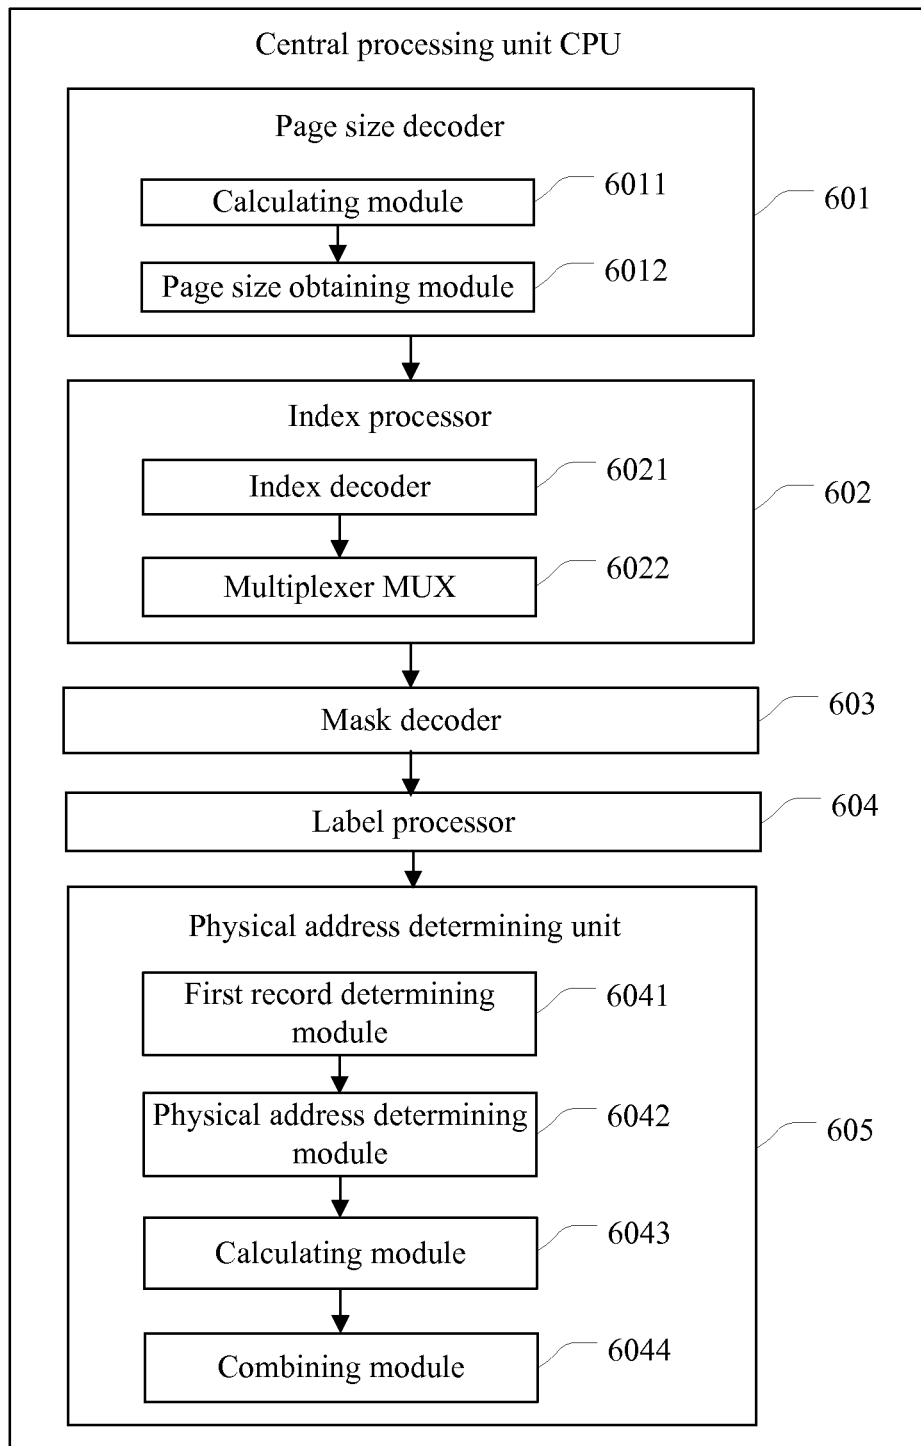 Central processing unit CPU
Page size decoder
Calculating module
6011
601
Page size obtaining module
6012
Index processor
Index decoder
6021
602
Multiplexer MUX
6022
Mask decoder
603
Label processor
604
Physical address determining unit
First record determining
module
6041
Physical address determining
module
6042
605
Calculating module
6043
Combining module
6044